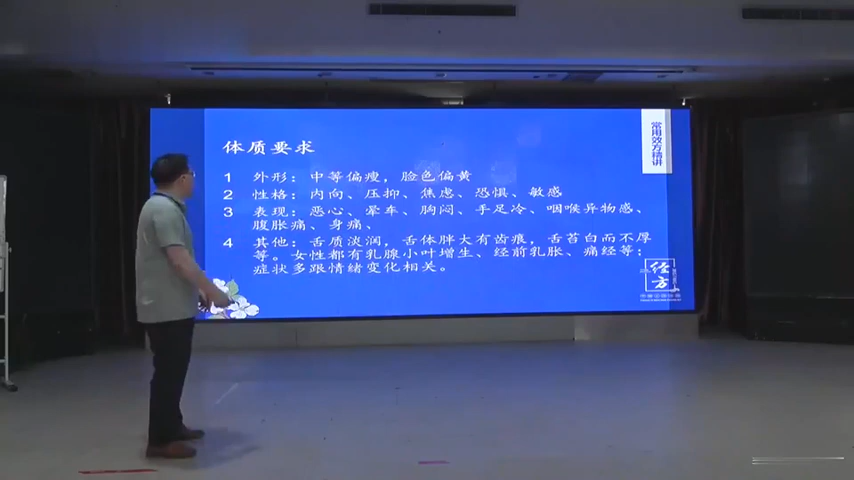 体质要求
常用效方精讲
1 外形：中等偏瘦，脸色偏黄
2 性格：内向、压抑、焦虑、恐惧、敏感
3 表现：恶心、晕车、胸闷、手足冷、咽喉异物感、
腹胀痛、身痛、
4 其他：舌质淡润，舌体胖大有齿痕，舌苔白而不厚
等。女性都有乳腺小叶增生、经前乳胀、痛经等；
症状多跟情绪变化相关。
经方